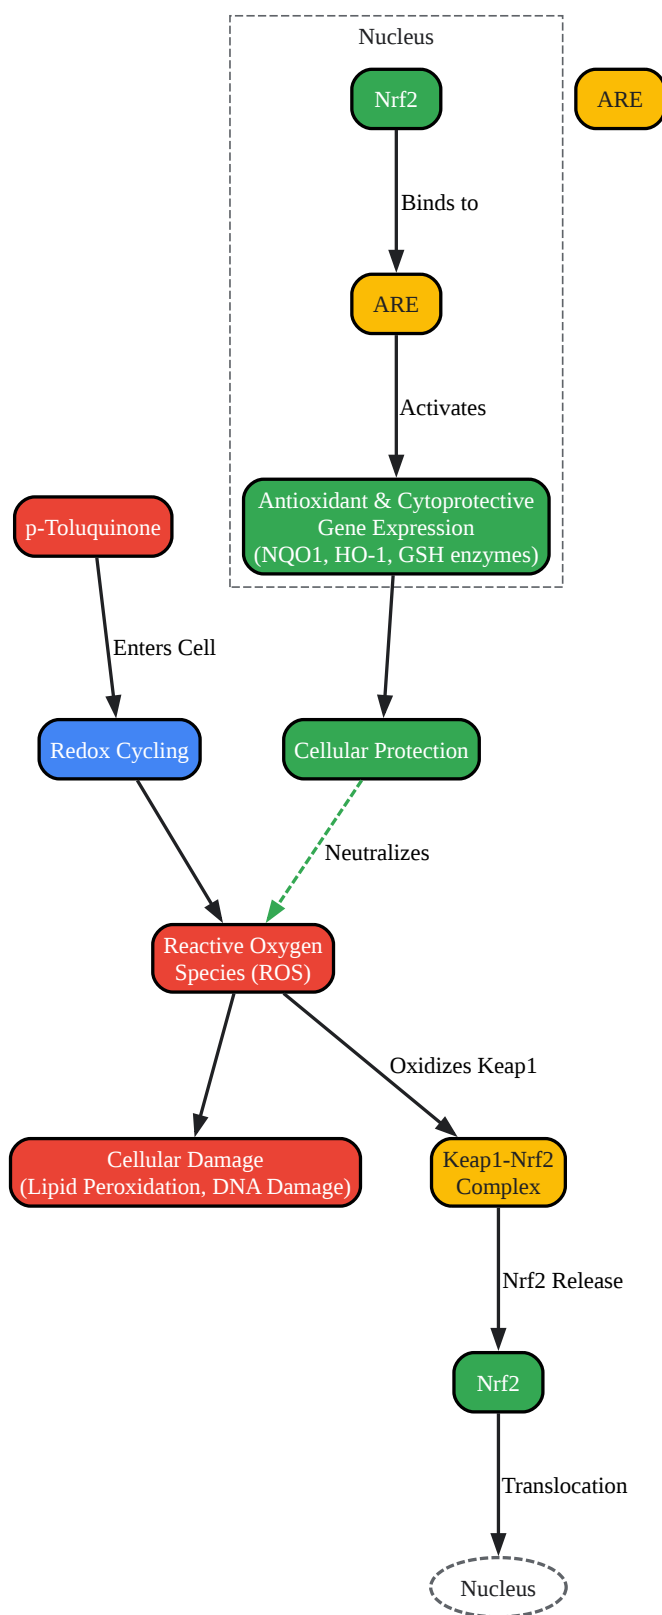 Nucleus
Nrf2
ARE
Binds to
ARE
Activates
Antioxidant & Cytoprotective
Gene Expression
(NQO1, HO-1, GSH enzymes)
p-Toluquinone
Enters Cell
Redox Cycling
Cellular Protection
Neutralizes
Reactive Oxygen
Species (ROS)
Oxidizes Keap1
Cellular Damage
(Lipid Peroxidation, DNA Damage)
Keap1-Nrf2
Complex
Nrf2 Release
Nrf2
Translocation
Nucleus